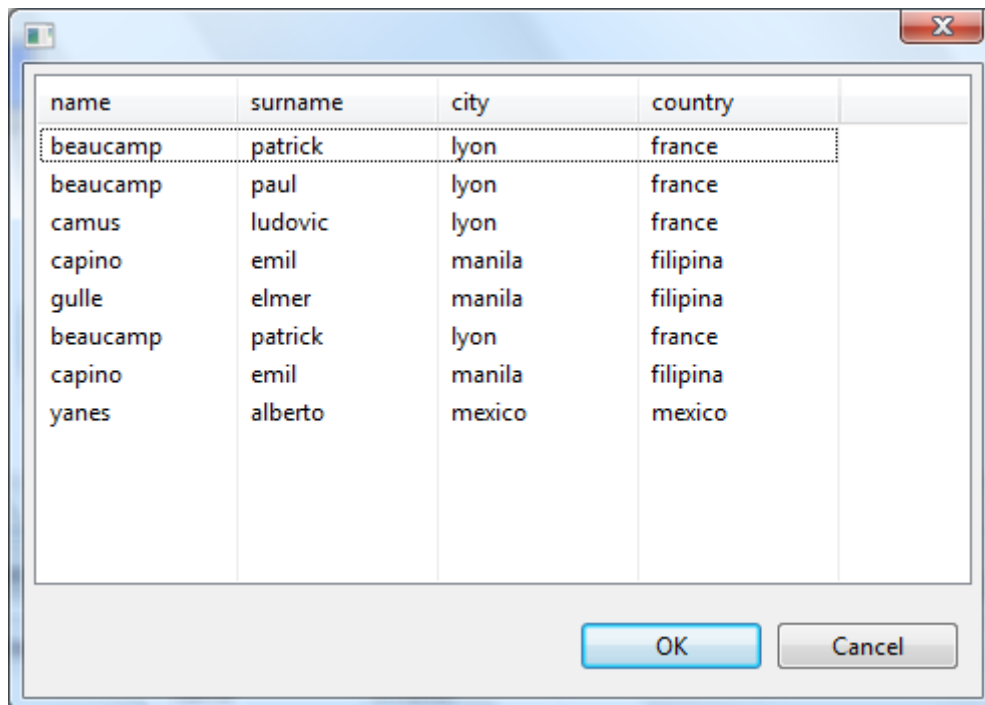 name surname city country
beaucamp patrick lyon france
beaucamp paul lyon france
camus ludovic lyon france
capino emil manila filipina
gulle elmer manila filipina
beaucamp patrick lyon france
capino emil manila filipina
yanes alberto mexico mexico
OK Cancel